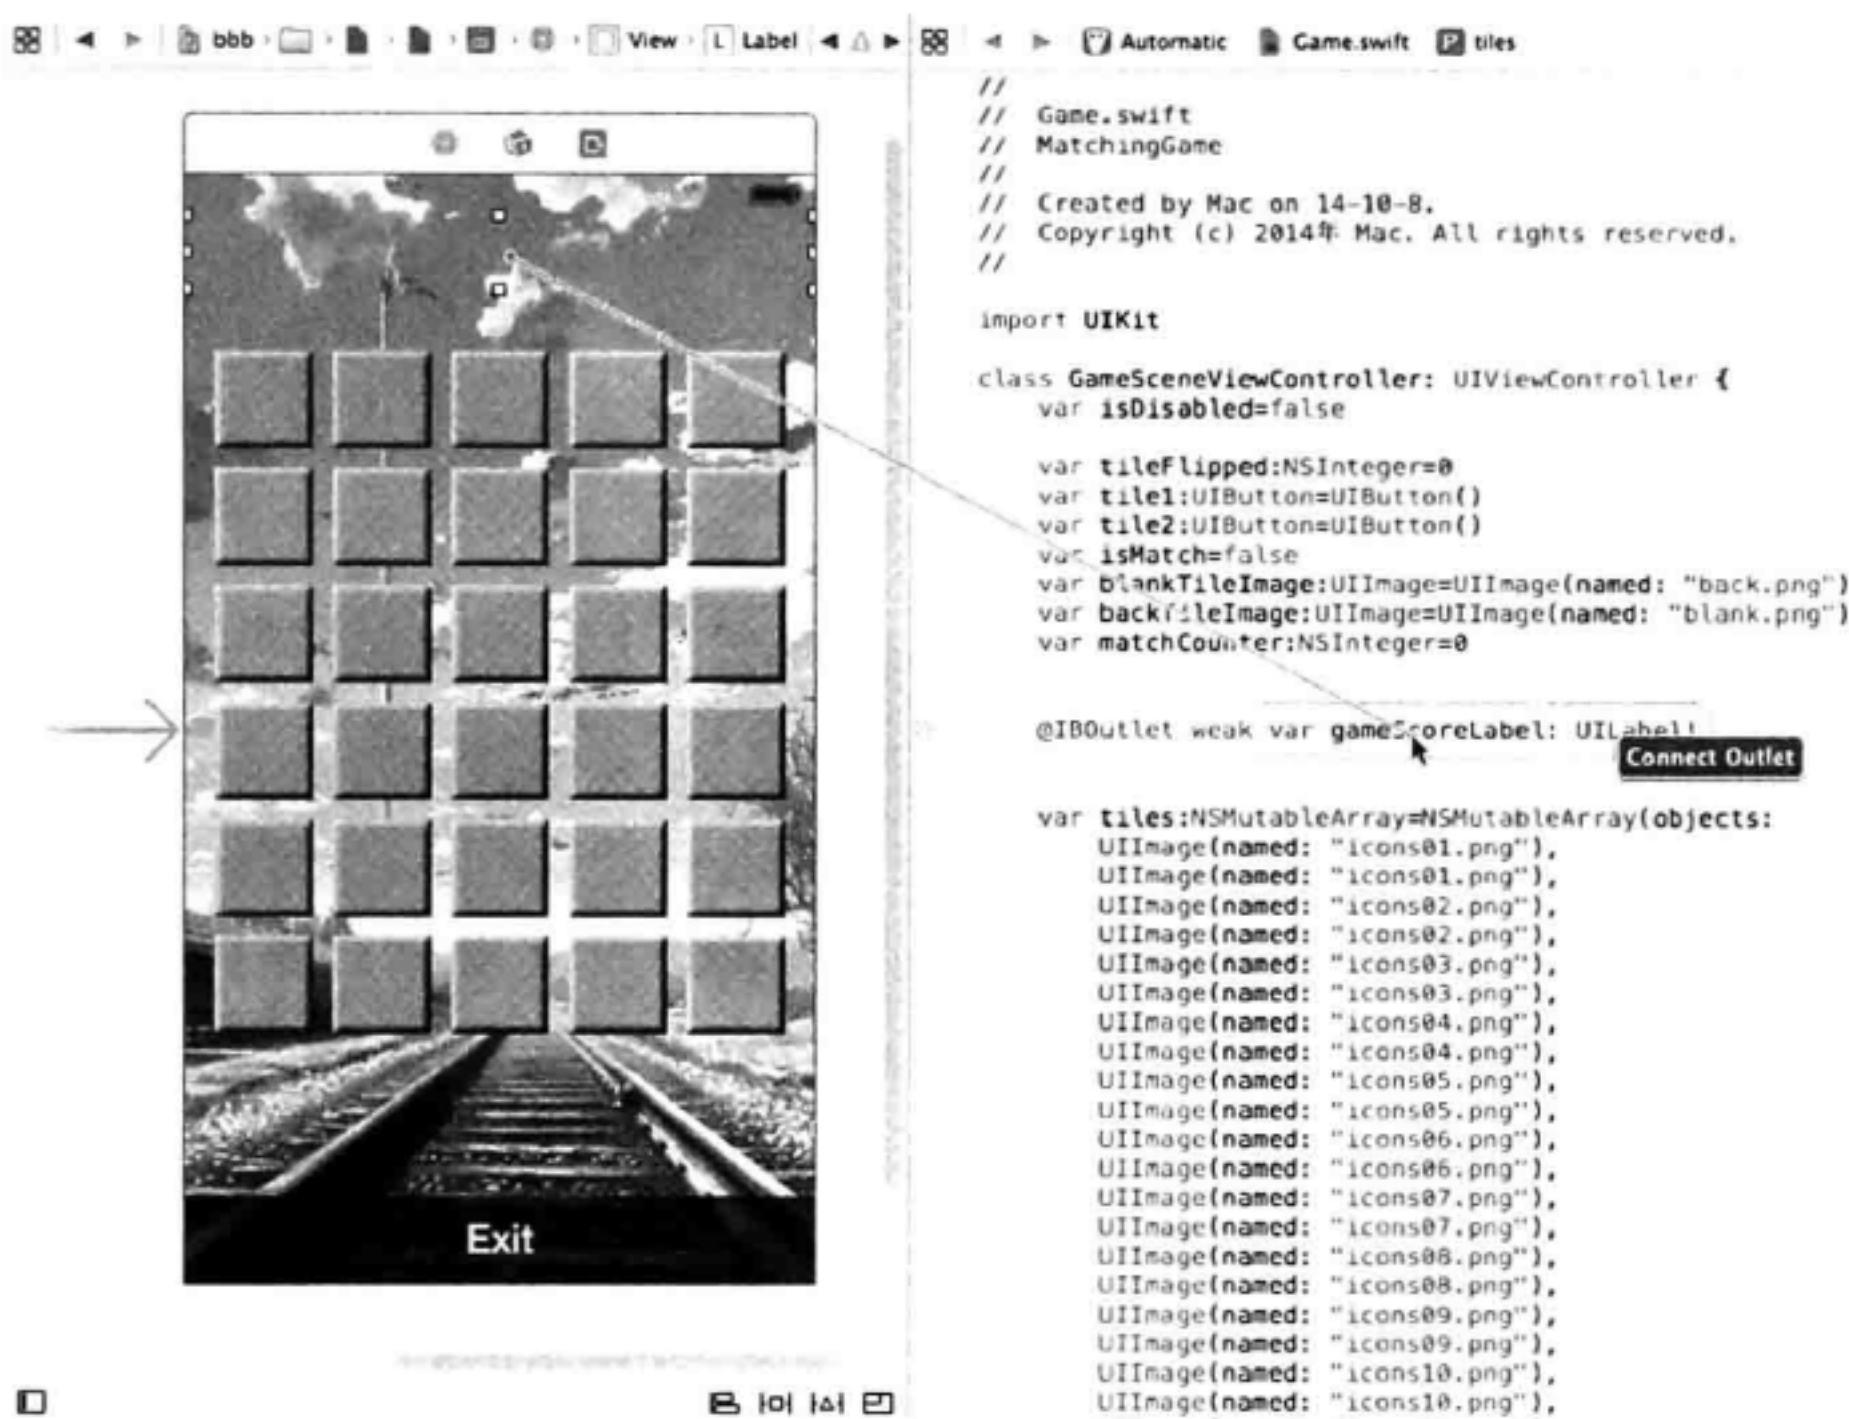 bbb View L Label
Automatic Game.swift P tiles
//
// Game.swift
// MatchingGame
//
// Created by Mac on 14-10-8.
// Copyright (c) 2014年 Mac. All rights reserved.
//
import UIKit
class GameSceneViewController: UIViewController {
var isDisabled=false
var tileFlipped:NSInteger=0
var tile1:UIButton=UIButton()
var tile2:UIButton=UIButton()
var isMatch=false
var blankTileImage:UIImage=UIImage(named: "back.png")
var backTileImage:UIImage=UIImage(named: "blank.png")
var matchCounter:NSInteger=0
@IBOutlet weak var gameScoreLabel: UILabel!
Connect Outlet
var tiles:NSMutableArray=NSMutableArray(objects:
UIImage(named: "icons01.png"),
UIImage(named: "icons01.png"),
UIImage(named: "icons02.png"),
UIImage(named: "icons02.png"),
UIImage(named: "icons03.png"),
UIImage(named: "icons03.png"),
UIImage(named: "icons04.png"),
UIImage(named: "icons04.png"),
UIImage(named: "icons05.png"),
UIImage(named: "icons05.png"),
UIImage(named: "icons06.png"),
UIImage(named: "icons06.png"),
UIImage(named: "icons07.png"),
UIImage(named: "icons07.png"),
UIImage(named: "icons08.png"),
UIImage(named: "icons08.png"),
UIImage(named: "icons09.png"),
UIImage(named: "icons09.png"),
UIImage(named: "icons10.png"),
UIImage(named: "icons10.png"),
Exit